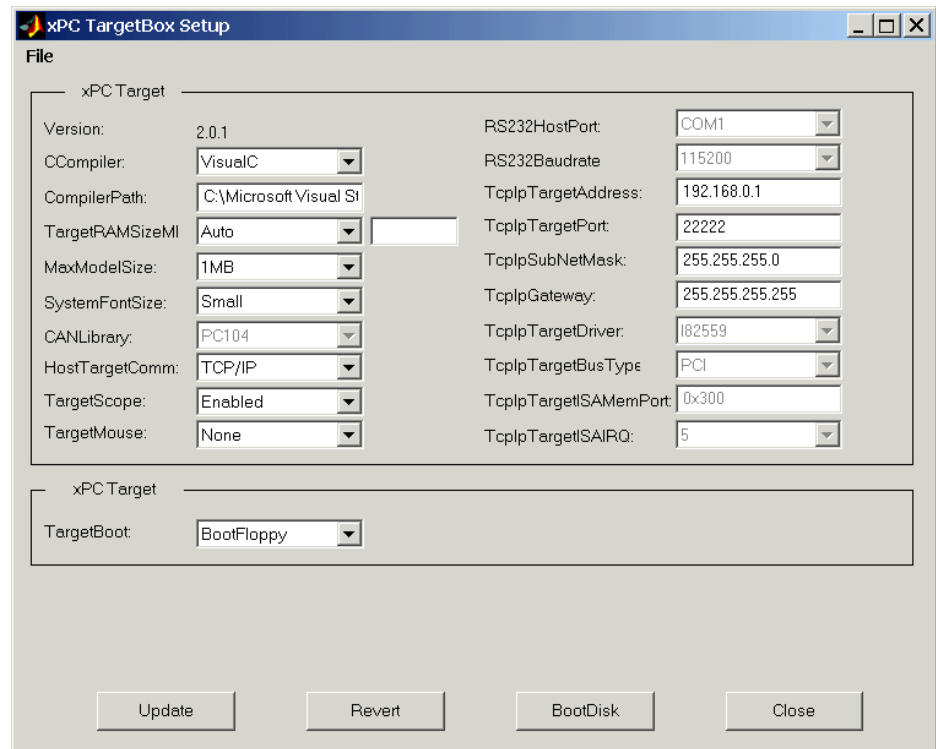 xPC TargetBox Setup
File
xPC Target
Version: 2.0.1
CCompiler: VisualC
CompilerPath: C:\Microsoft Visual St
TargetRAMSizeMI Auto
MaxModelSize: 1MB
SystemFontSize: Small
CANLibrary: PC104
HostTargetComm: TCP/IP
TargetScope: Enabled
TargetMouse: None
RS232HostPort: COM1
RS232Baudrate 115200
TcpIpTargetAddress: 192.168.0.1
TcpIpTargetPort: 22222
TcpIpSubNetMask: 255.255.255.0
TcpIpGateway: 255.255.255.255
TcpIpTargetDriver: I82559
TcpIpTargetBusType PCI
TcpIpTargetISAMemPort: 0x300
TcpIpTargetISAIRQ: 5
xPC Target
TargetBoot: BootFloppy
Update
Revert
BootDisk
Close